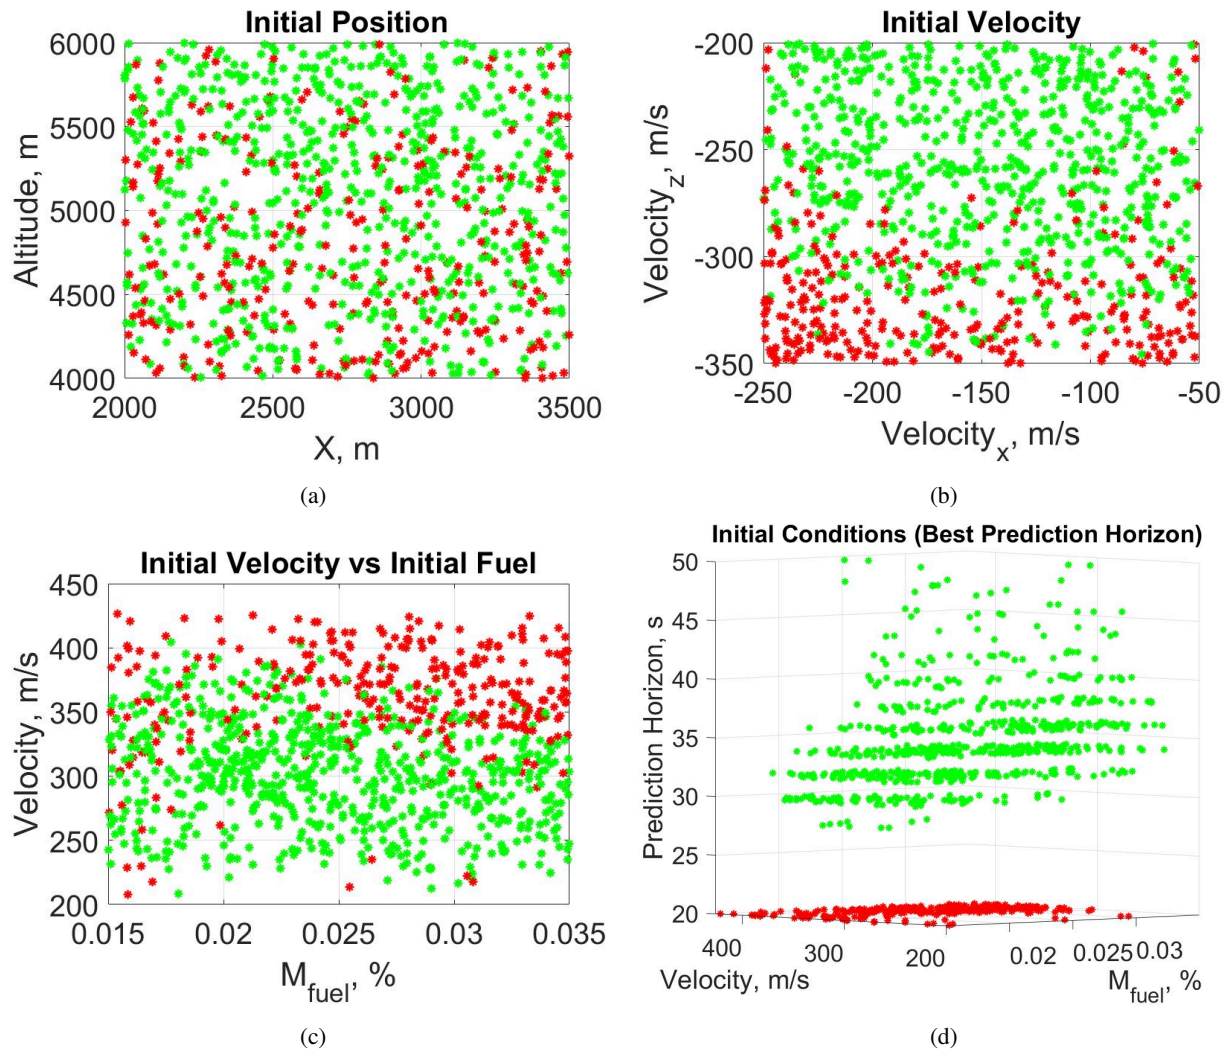 Initial Position
6000
5500
5000
4500
4000
Altitude, m
2000 2500 3000 3500
X, m
(a)
Initial Velocity
-200
-250
-300
-350
Velocity_z, m/s
-250 -200 -150 -100 -50
Velocity_x, m/s
(b)
Initial Velocity vs Initial Fuel
450
400
350
300
250
200
Velocity, m/s
0.015 0.02 0.025 0.03 0.035
M_fuel, %
(c)
Initial Conditions (Best Prediction Horizon)
50
45
40
35
30
25
20
Prediction Horizon, s
400 300 200 0.02 0.025 0.03
Velocity, m/s M_fuel, %
(d)